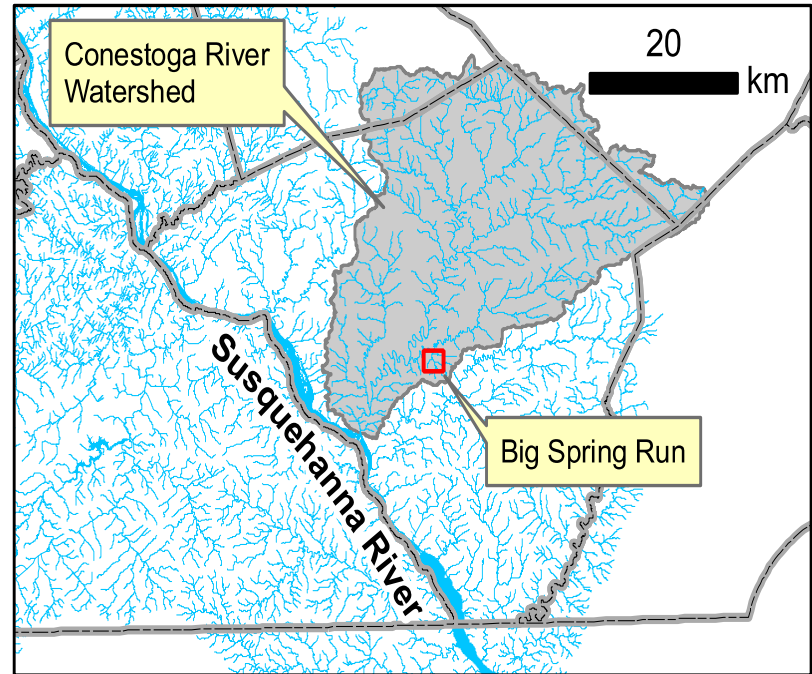 Conestoga River
Watershed
20
km
Susquehanna River
Big Spring Run